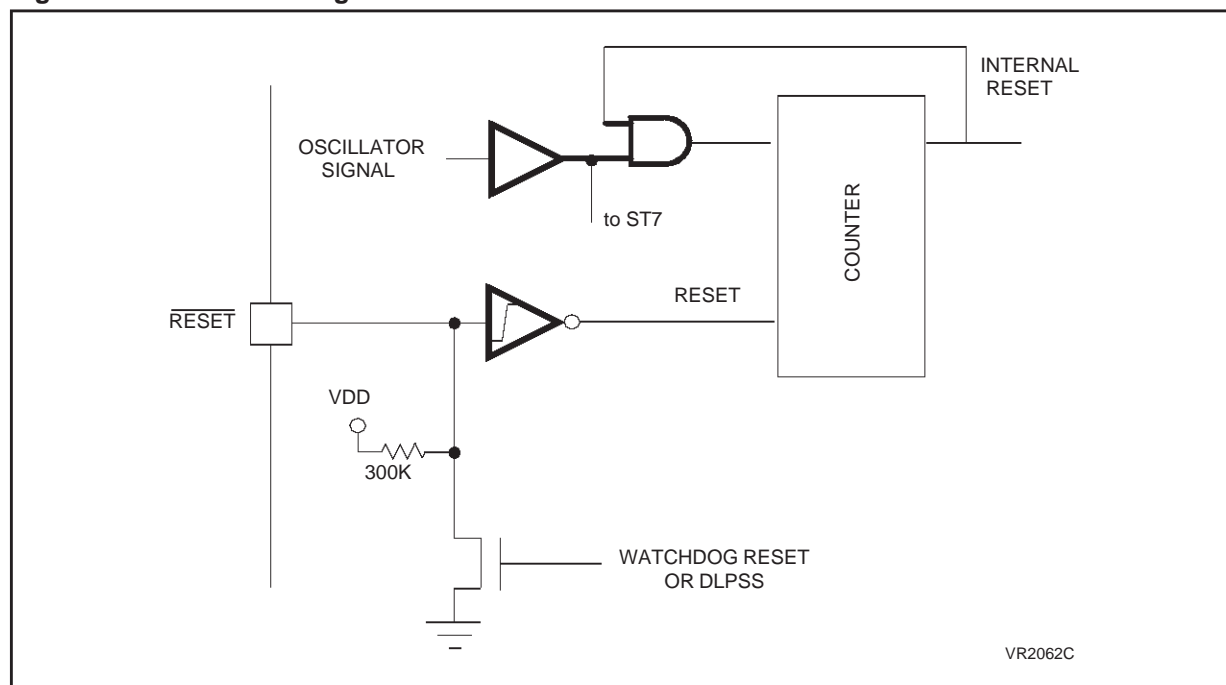 INTERNAL
RESET
OSCILLATOR
SIGNAL
to ST7
COUNTER
RESET
RESET
VDD
300K
WATCHDOG RESET
OR DLPSS
VR2062C